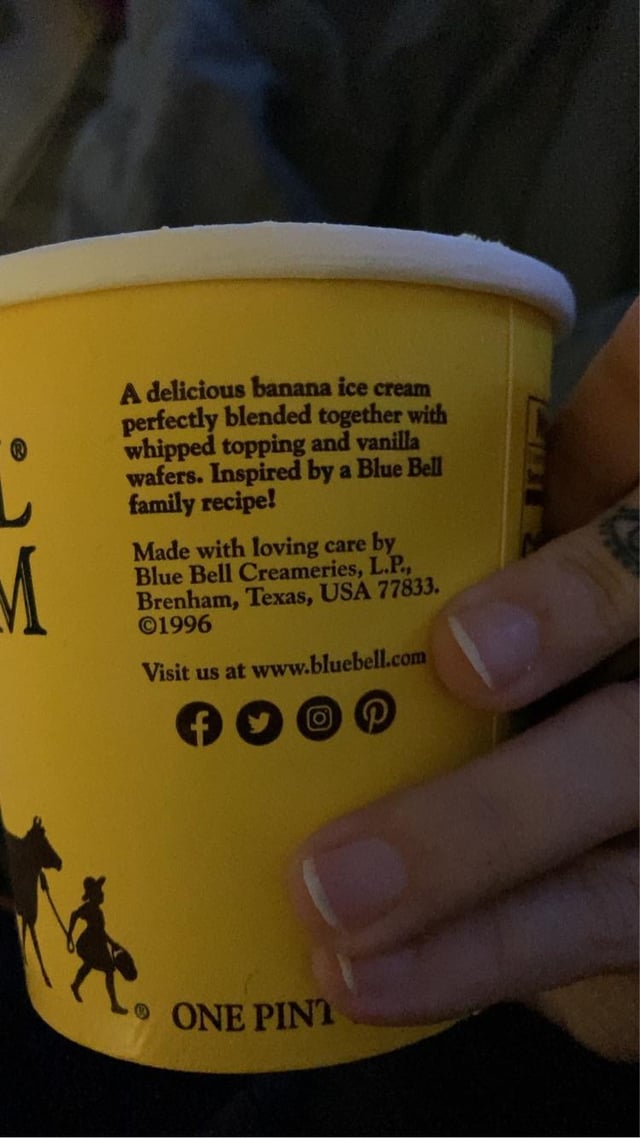 A delicious banana ice cream
perfectly blended together with
whipped topping and vanilla
wafers. Inspired by a Blue Bell
family recipe!
Made with loving care by
Blue Bell Creameries, L.P.,
Brenham, Texas, USA 77833.
©1996
Visit us at www.bluebell.com
L®
M
® ONE PINT